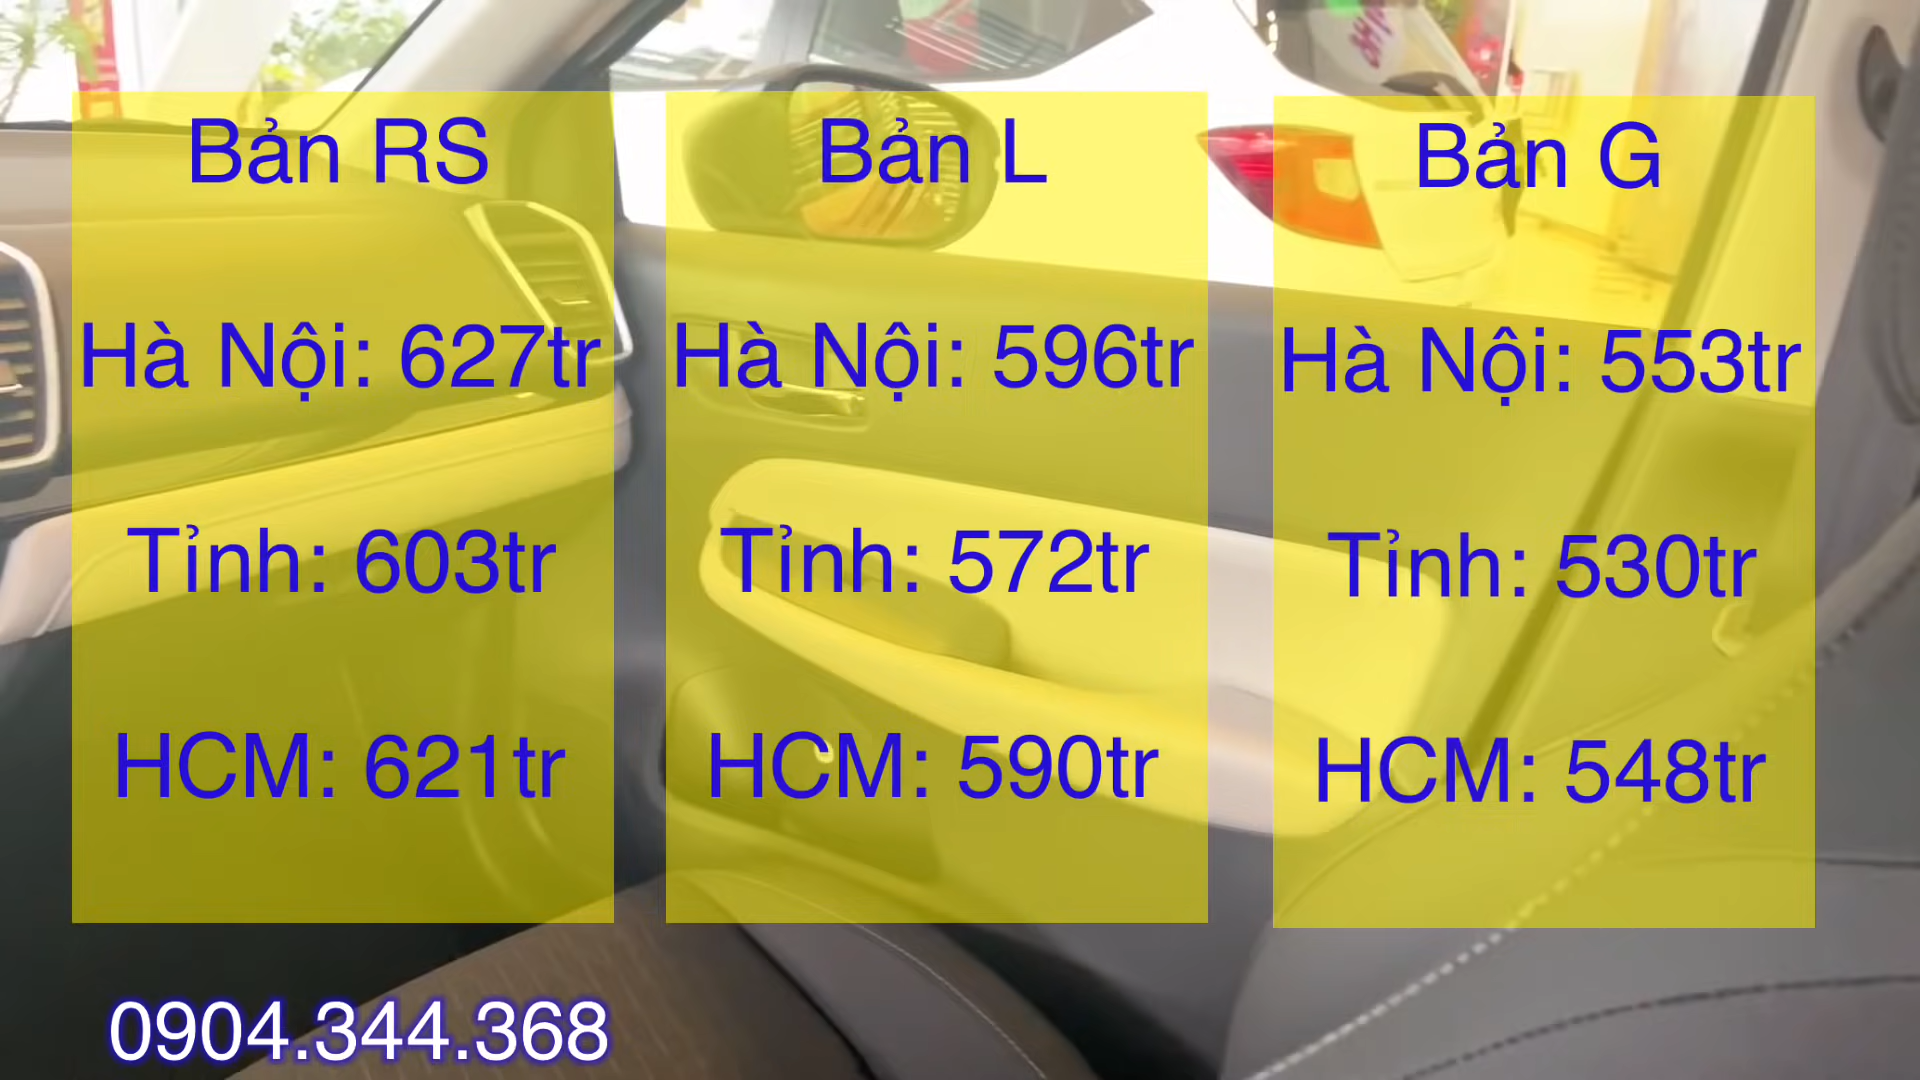 Bản RS
Hà Nội: 627tr
Tỉnh: 603tr
HCM: 621tr
Bản L
Hà Nội: 596tr
Tỉnh: 572tr
HCM: 590tr
Bản G
Hà Nội: 553tr
Tỉnh: 530tr
HCM: 548tr
0904.344.368